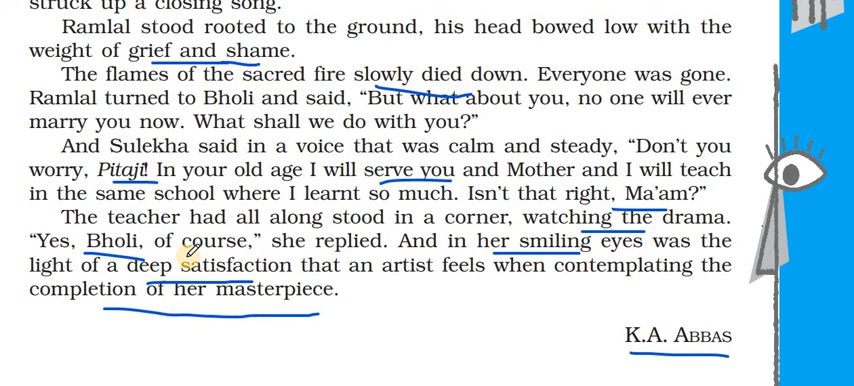 struck up a closing song.
Ramlal stood rooted to the ground, his head bowed low with the
weight of grief and shame.
The flames of the sacred fire slowly died down. Everyone was gone.
Ramlal turned to Bholi and said, “But what about you, no one will ever
marry you now. What shall we do with you?”
And Sulekha said in a voice that was calm and steady, “Don’t you
worry, Pitaji! In your old age I will serve you and Mother and I will teach
in the same school where I learnt so much. Isn’t that right, Ma’am?”
The teacher had all along stood in a corner, watching the drama.
“Yes, Bholi, of course,” she replied. And in her smiling eyes was the
light of a deep satisfaction that an artist feels when contemplating the
completion of her masterpiece.
K.A. ABBAS